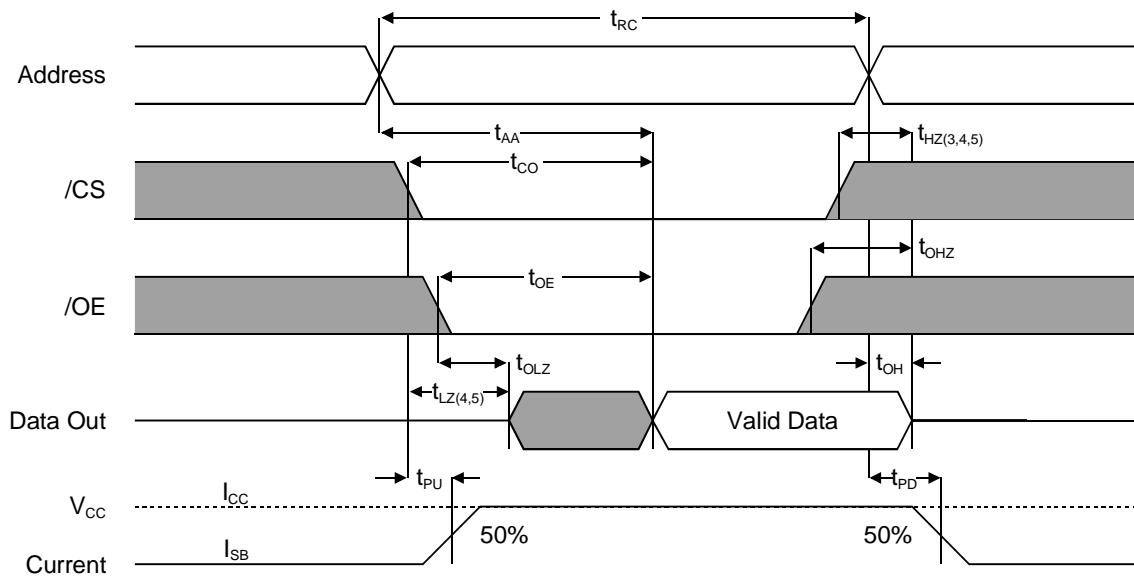 tRC
Address
tAA
tHZ(3,4,5)
tCO
/CS
tOHZ
tOE
/OE
tOLZ
tOH
tLZ(4,5)
Data Out
Valid Data
tPU
tPD
ICC
VCC
50%
50%
ISB
Current